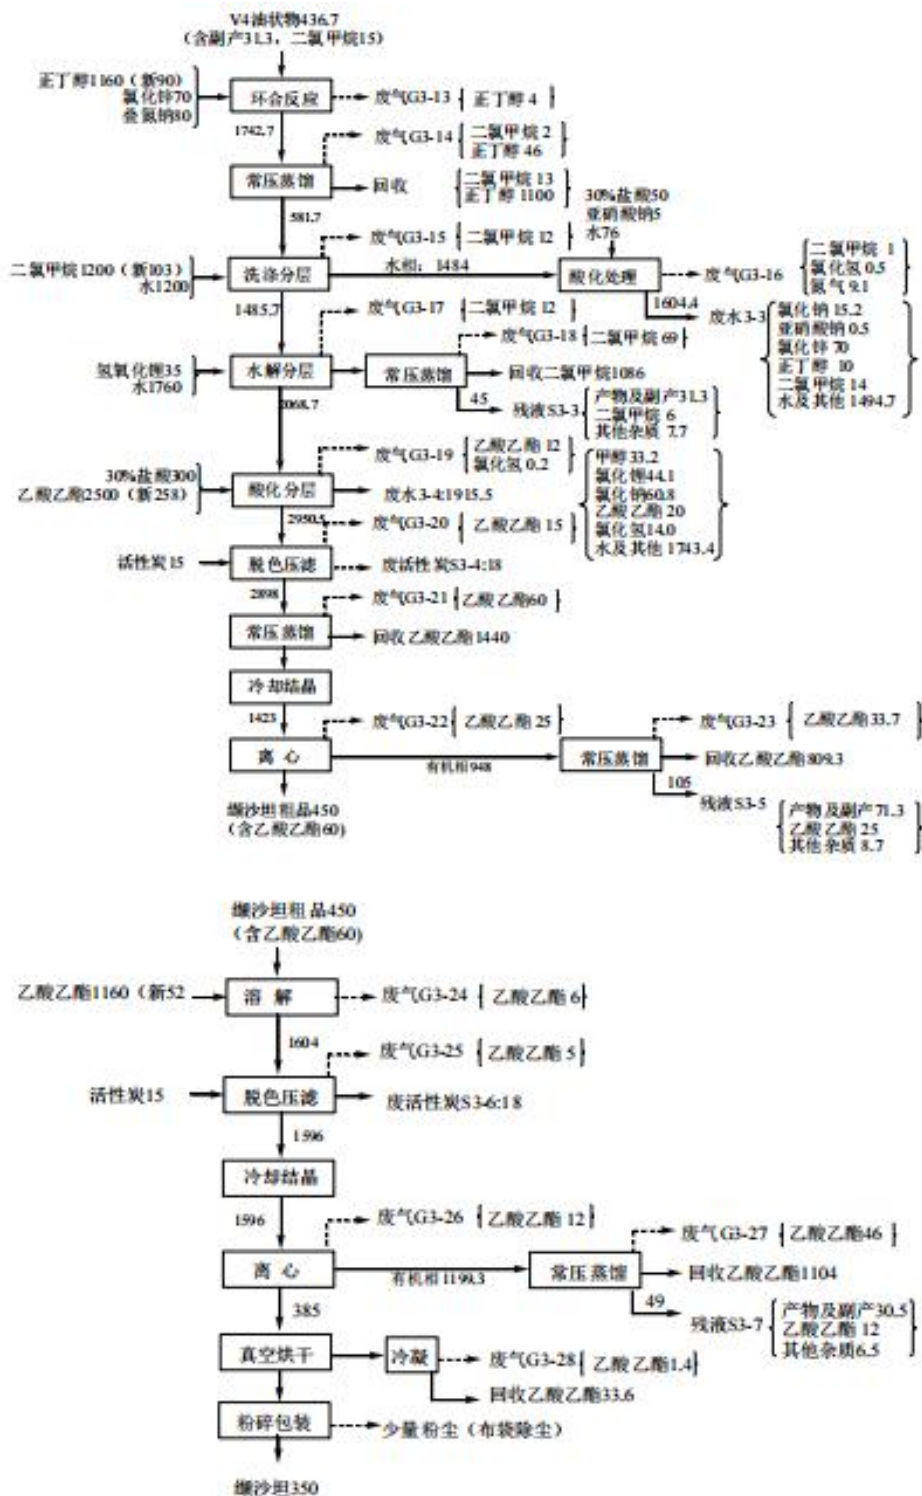 V4油状物436.7
（含副产31.3，二氯甲烷15）
正丁醇1160（新90）
氯化锌70
叠氮钠80
环合反应
废气G3-13
正丁醇 4
1742.7
废气G3-14
二氯甲烷 2
正丁醇 46
常压蒸馏
回收
二氯甲烷 13
正丁醇 1100
581.7
30%盐酸50
亚硝酸钠5
水76
废气G3-15
二氯甲烷 12
二氯甲烷1200（新103）
水1200
洗涤分层
水相：1484
酸化处理
废气G3-16
二氯甲烷 1
氯化氢 0.5
氮气 9.1
1485.7
1604.4
废水3-3
氯化钠 15.2
亚硝酸钠 0.5
氯化锌 70
正丁醇 10
二氯甲烷 14
水及其他 1494.7
废气G3-17
二氯甲烷 12
废气G3-18
二氯甲烷 69
氢氧化锂35
水1760
水解分层
常压蒸馏
回收二氯甲烷1086
2068.7
45
残液S3-3
产物及副产31.3
二氯甲烷 6
其他杂质 7.7
废气G3-19
乙酸乙酯 12
氯化氢 0.2
30%盐酸300
乙酸乙酯2500（新258）
酸化分层
废水3-4:1915.5
甲醇33.2
氯化锂44.1
氯化钠60.8
乙酸乙酯 20
氯化氢14.0
水及其他 1743.4
2950.5
废气G3-20
乙酸乙酯 15
活性炭15
脱色压滤
废活性炭S3-4:18
2898
废气G3-21
乙酸乙酯60
常压蒸馏
回收乙酸乙酯1440
冷却结晶
1423
废气G3-22
乙酸乙酯 25
废气G3-23
乙酸乙酯33.7
离 心
有机相948
常压蒸馏
回收乙酸乙酯809.3
105
残液S3-5
产物及副产71.3
乙酸乙酯 25
其他杂质 8.7
缬沙坦粗品450
（含乙酸乙酯60）
缬沙坦粗品450
（含乙酸乙酯60)
乙酸乙酯1160（新52
溶 解
废气G3-24
乙酸乙酯 6
1604
废气G3-25
乙酸乙酯 5
活性炭15
脱色压滤
废活性炭S3-6:18
1596
冷却结晶
1596
废气G3-26
乙酸乙酯 12
废气G3-27
乙酸乙酯46
离 心
有机相1199.3
常压蒸馏
回收乙酸乙酯1104
385
49
残液S3-7
产物及副产30.5
乙酸乙酯 12
其他杂质6.5
真空烘干
冷凝
废气G3-28
乙酸乙酯1.4
回收乙酸乙酯33.6
粉碎包装
少量粉尘（布袋除尘）
缬沙坦350